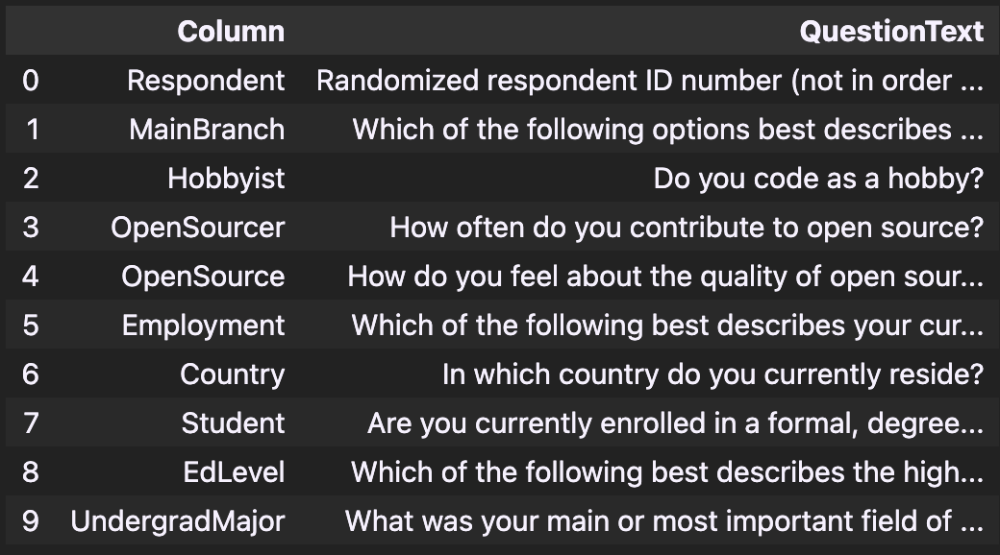 Column QuestionText
0 Respondent Randomized respondent ID number (not in order ...
1 MainBranch Which of the following options best describes ...
2 Hobbyist Do you code as a hobby?
3 OpenSourcer How often do you contribute to open source?
4 OpenSource How do you feel about the quality of open sour...
5 Employment Which of the following best describes your cur...
6 Country In which country do you currently reside?
7 Student Are you currently enrolled in a formal, degree...
8 EdLevel Which of the following best describes the high...
9 UndergradMajor What was your main or most important field of ...